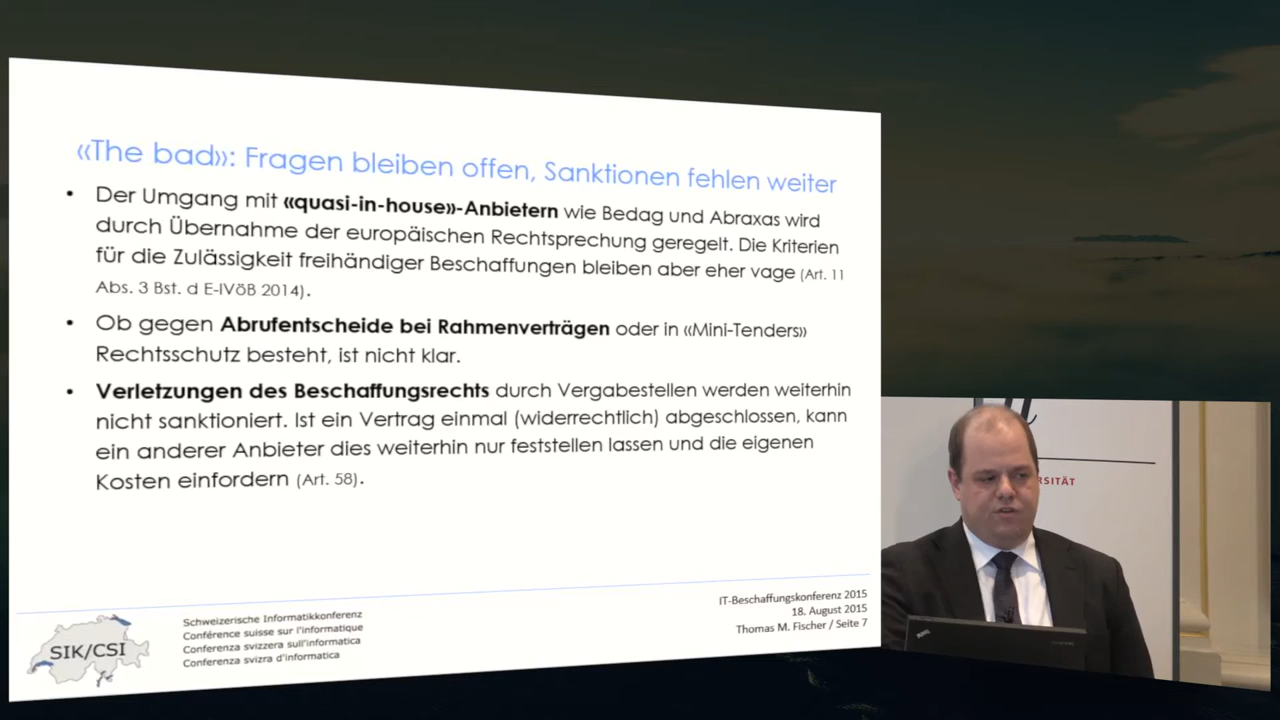 «The bad»: Fragen bleiben offen, Sanktionen fehlen weiter
• Der Umgang mit «quasi-in-house»-Anbietern wie Bedag und Abraxas wird
durch Übernahme der europäischen Rechtsprechung geregelt. Die Kriterien
für die Zulässigkeit freihändiger Beschaffungen bleiben aber eher vage (Art. 11
Abs. 3 Bst. d E-IVöB 2014).
• Ob gegen Abrufentscheide bei Rahmenverträgen oder in «Mini-Tenders»
Rechtsschutz besteht, ist nicht klar.
• Verletzungen des Beschaffungsrechts durch Vergabestellen werden weiterhin
nicht sanktioniert. Ist ein Vertrag einmal (widerrechtlich) abgeschlossen, kann
ein anderer Anbieter dies weiterhin nur feststellen lassen und die eigenen
Kosten einfordern (Art. 58).
SIK/CSI
Schweizerische Informatikkonferenz
Conférence suisse sur l'informatique
Conferenza svizzera sull'informatica
Conferenza svizra d'informatica
IT-Beschaffungskonferenz 2015
18. August 2015
Thomas M. Fischer / Seite 7
RSITÄT